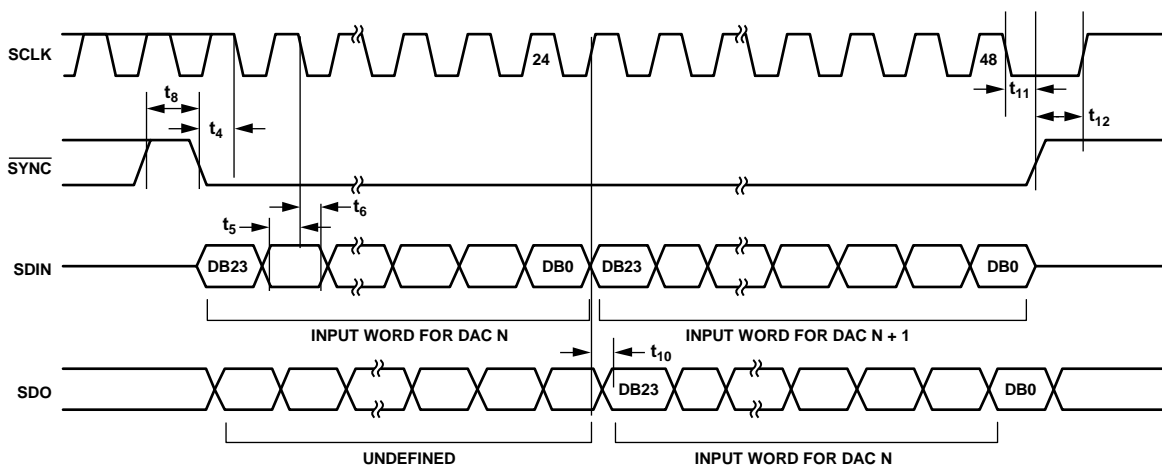 SCLK
24
48
t8
t4
t11
t12
SYNC
t5
t6
SDIN
DB23
DB0
DB23
DB0
INPUT WORD FOR DAC N
INPUT WORD FOR DAC N + 1
t10
SDO
DB23
DB0
UNDEFINED
INPUT WORD FOR DAC N